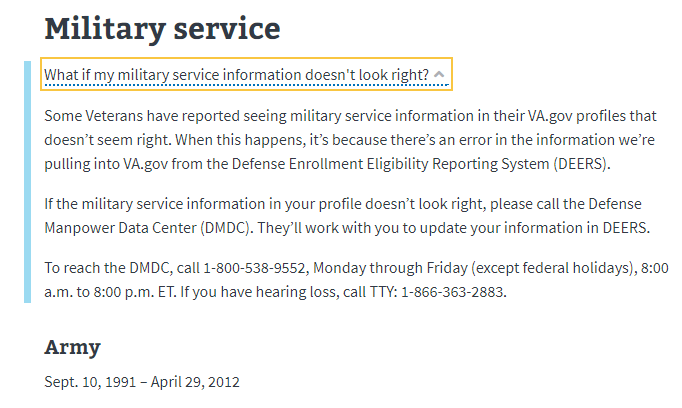 Military service
What if my military service information doesn't look right?
Some Veterans have reported seeing military service information in their VA.gov profiles that
doesn’t seem right. When this happens, it’s because there’s an error in the information we’re
pulling into VA.gov from the Defense Enrollment Eligibility Reporting System (DEERS).
If the military service information in your profile doesn’t look right, please call the Defense
Manpower Data Center (DMDC). They’ll work with you to update your information in DEERS.
To reach the DMDC, call 1-800-538-9552, Monday through Friday (except federal holidays), 8:00
a.m. to 8:00 p.m. ET. If you have hearing loss, call TTY: 1-866-363-2883.
Army
Sept. 10, 1991 – April 29, 2012